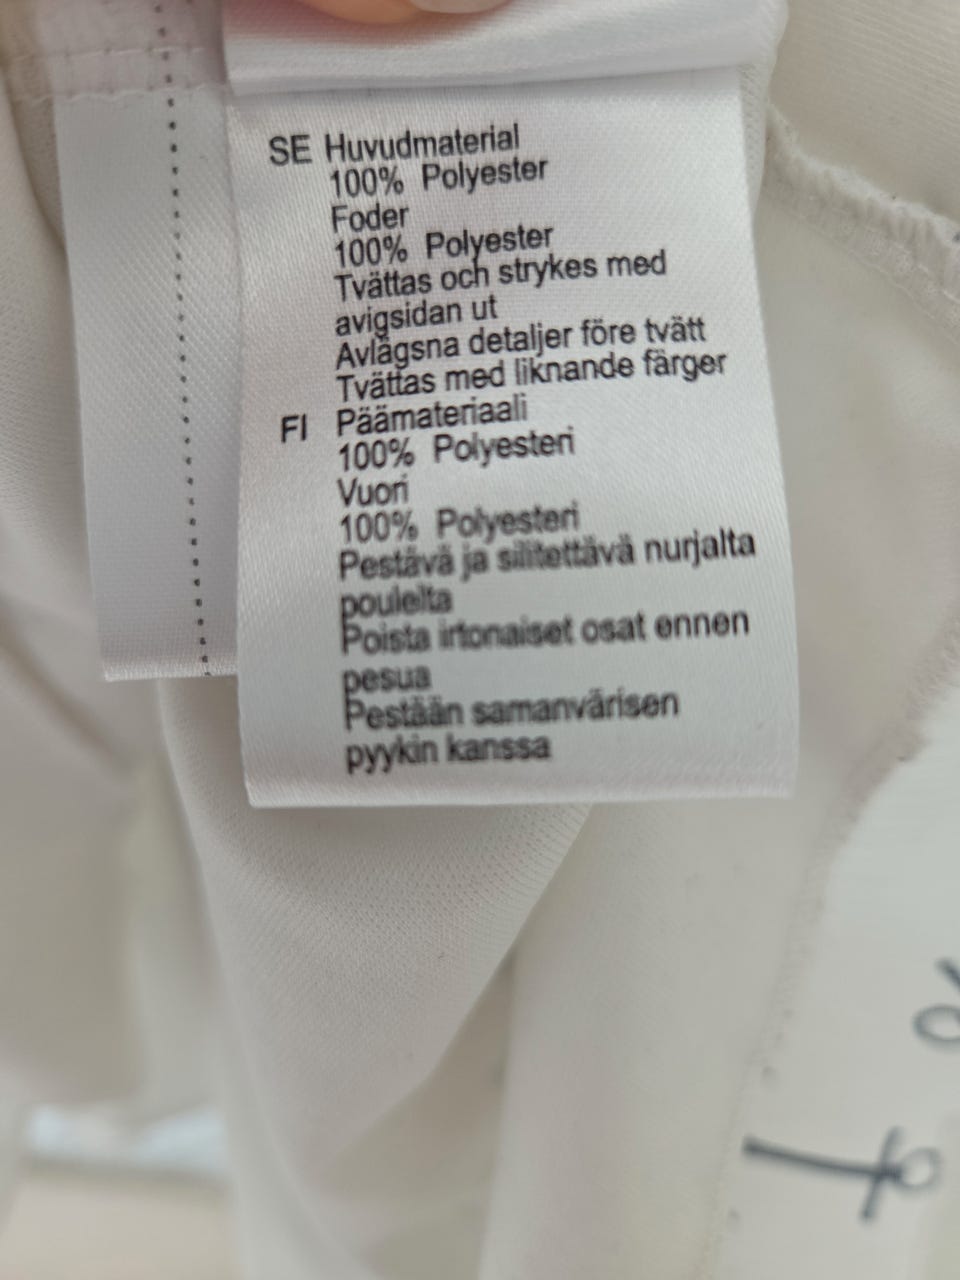 SE Huvudmaterial
100% Polyester
Foder
100% Polyester
Tvättas och strykes med
avigsidan ut
Avlägsna detaljer före tvätt
Tvättas med liknande färger
FI Päämateriaali
100% Polyesteri
Vuori
100% Polyesteri
Pestävä ja silitettävä nurjalta
poulelta
Poista irtonaiset osat ennen
pesua
Pestään samanvärisen
pyykin kanssa